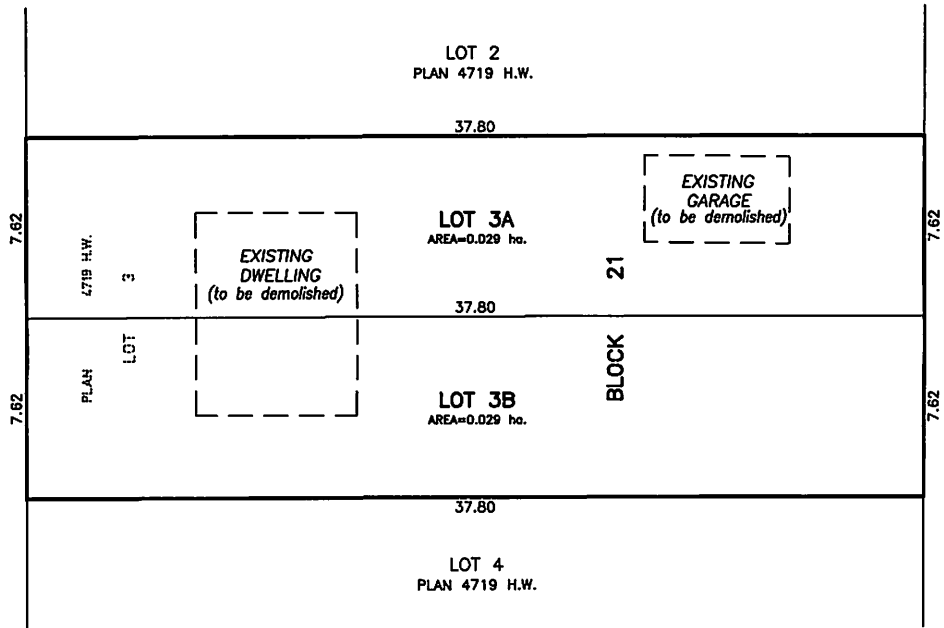 LOT 2
PLAN 4719 H.W.
37.80
7.62
7.62
EXISTING
GARAGE
(to be demolished)
LOT 3A
AREA=0.029 ha.
EXISTING
DWELLING
(to be demolished)
PLAN 4719 H.W.
LOT 3
BLOCK 21
37.80
7.62
7.62
LOT 3B
AREA=0.029 ha.
37.80
LOT 4
PLAN 4719 H.W.